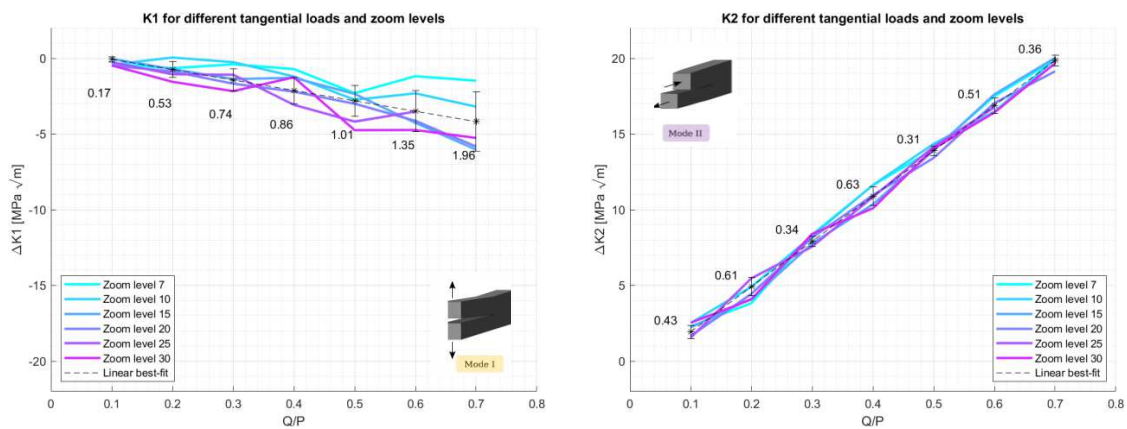 K1 for different tangential loads and zoom levels
0
-5
-10
-15
-20
ΔK1 [MPa √m]
0.17
0.53
0.74
0.86
1.01
1.35
1.96
Zoom level 7
Zoom level 10
Zoom level 15
Zoom level 20
Zoom level 25
Zoom level 30
Linear best-fit
Mode I
0 0.1 0.2 0.3 0.4 0.5 0.6 0.7 0.8
Q/P
K2 for different tangential loads and zoom levels
20
15
10
5
0
ΔK2 [MPa √m]
Mode II
0.43
0.61
0.34
0.63
0.31
0.51
0.36
Zoom level 7
Zoom level 10
Zoom level 15
Zoom level 20
Zoom level 25
Zoom level 30
Linear best-fit
0 0.1 0.2 0.3 0.4 0.5 0.6 0.7 0.8
Q/P